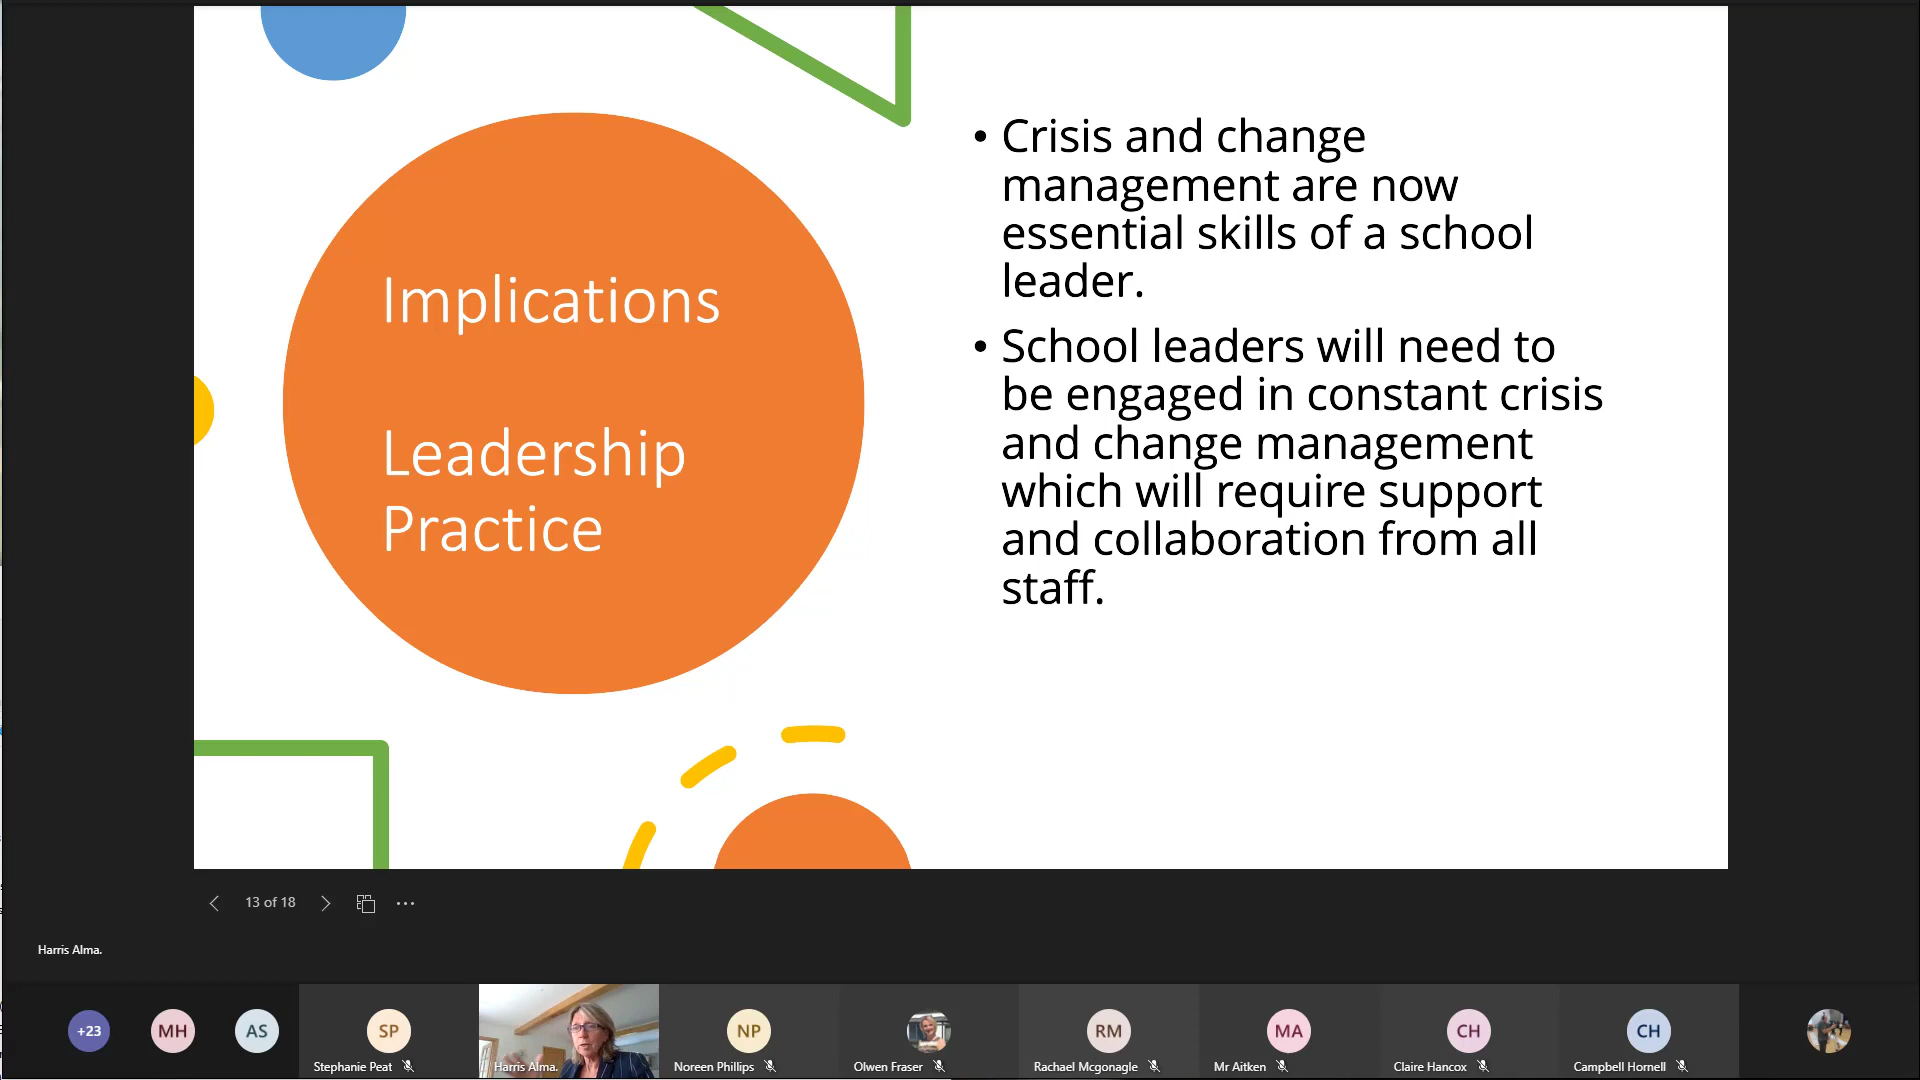 Implications
Leadership
Practice
• Crisis and change
management are now
essential skills of a school
leader.
• School leaders will need to
be engaged in constant crisis
and change management
which will require support
and collaboration from all
staff.
13 of 18
Harris Alma.
+23
MH
AS
SP
NP
RM
MA
CH
CH
Stephanie Peat
Harris Alma.
Noreen Phillips
Olwen Fraser
Rachael Mcgonagle
Mr Aitken
Claire Hancox
Campbell Hornell